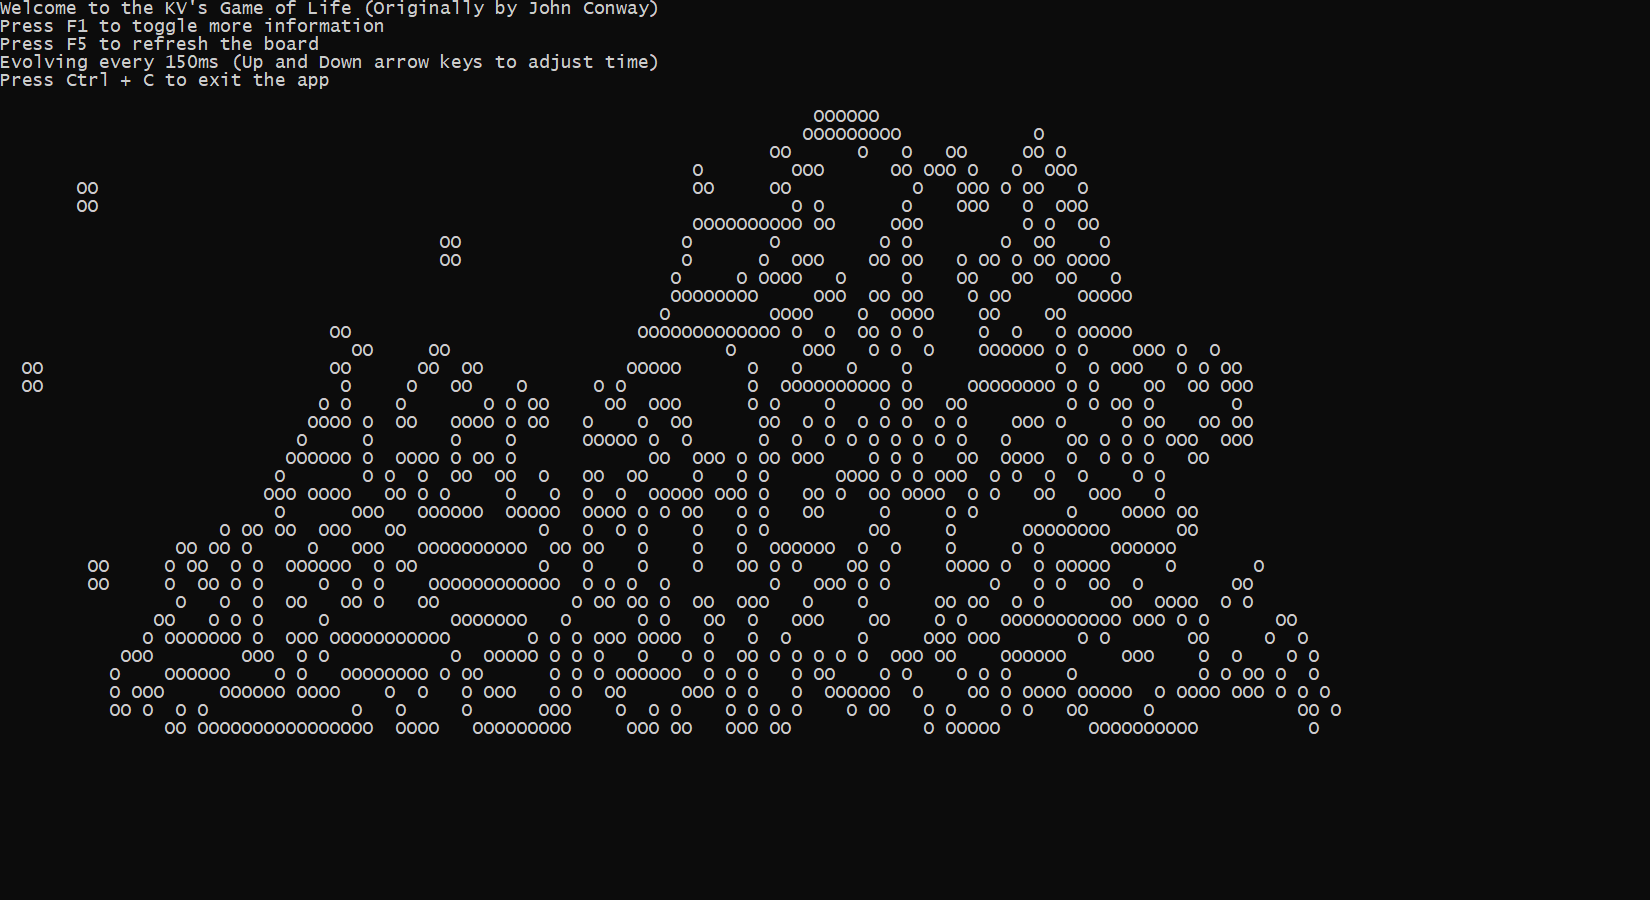 Welcome to the KV's Game of Life (Originally by John Conway)
Press F1 to toggle more information
Press F5 to refresh the board
Evolving every 150ms (Up and Down arrow keys to adjust time)
Press Ctrl + C to exit the app